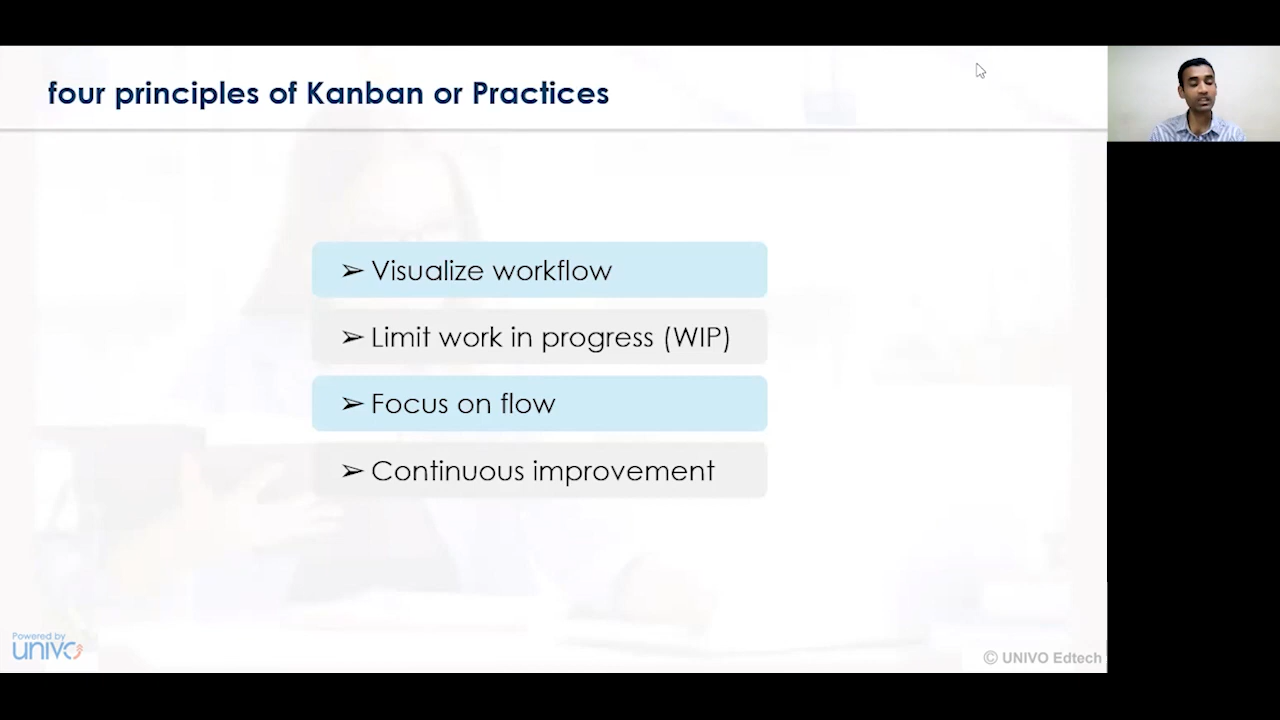 four principles of Kanban or Practices
➢ Visualize workflow
➢ Limit work in progress (WIP)
➢ Focus on flow
➢ Continuous improvement
Powered by
univo
© UNIVO Edtech